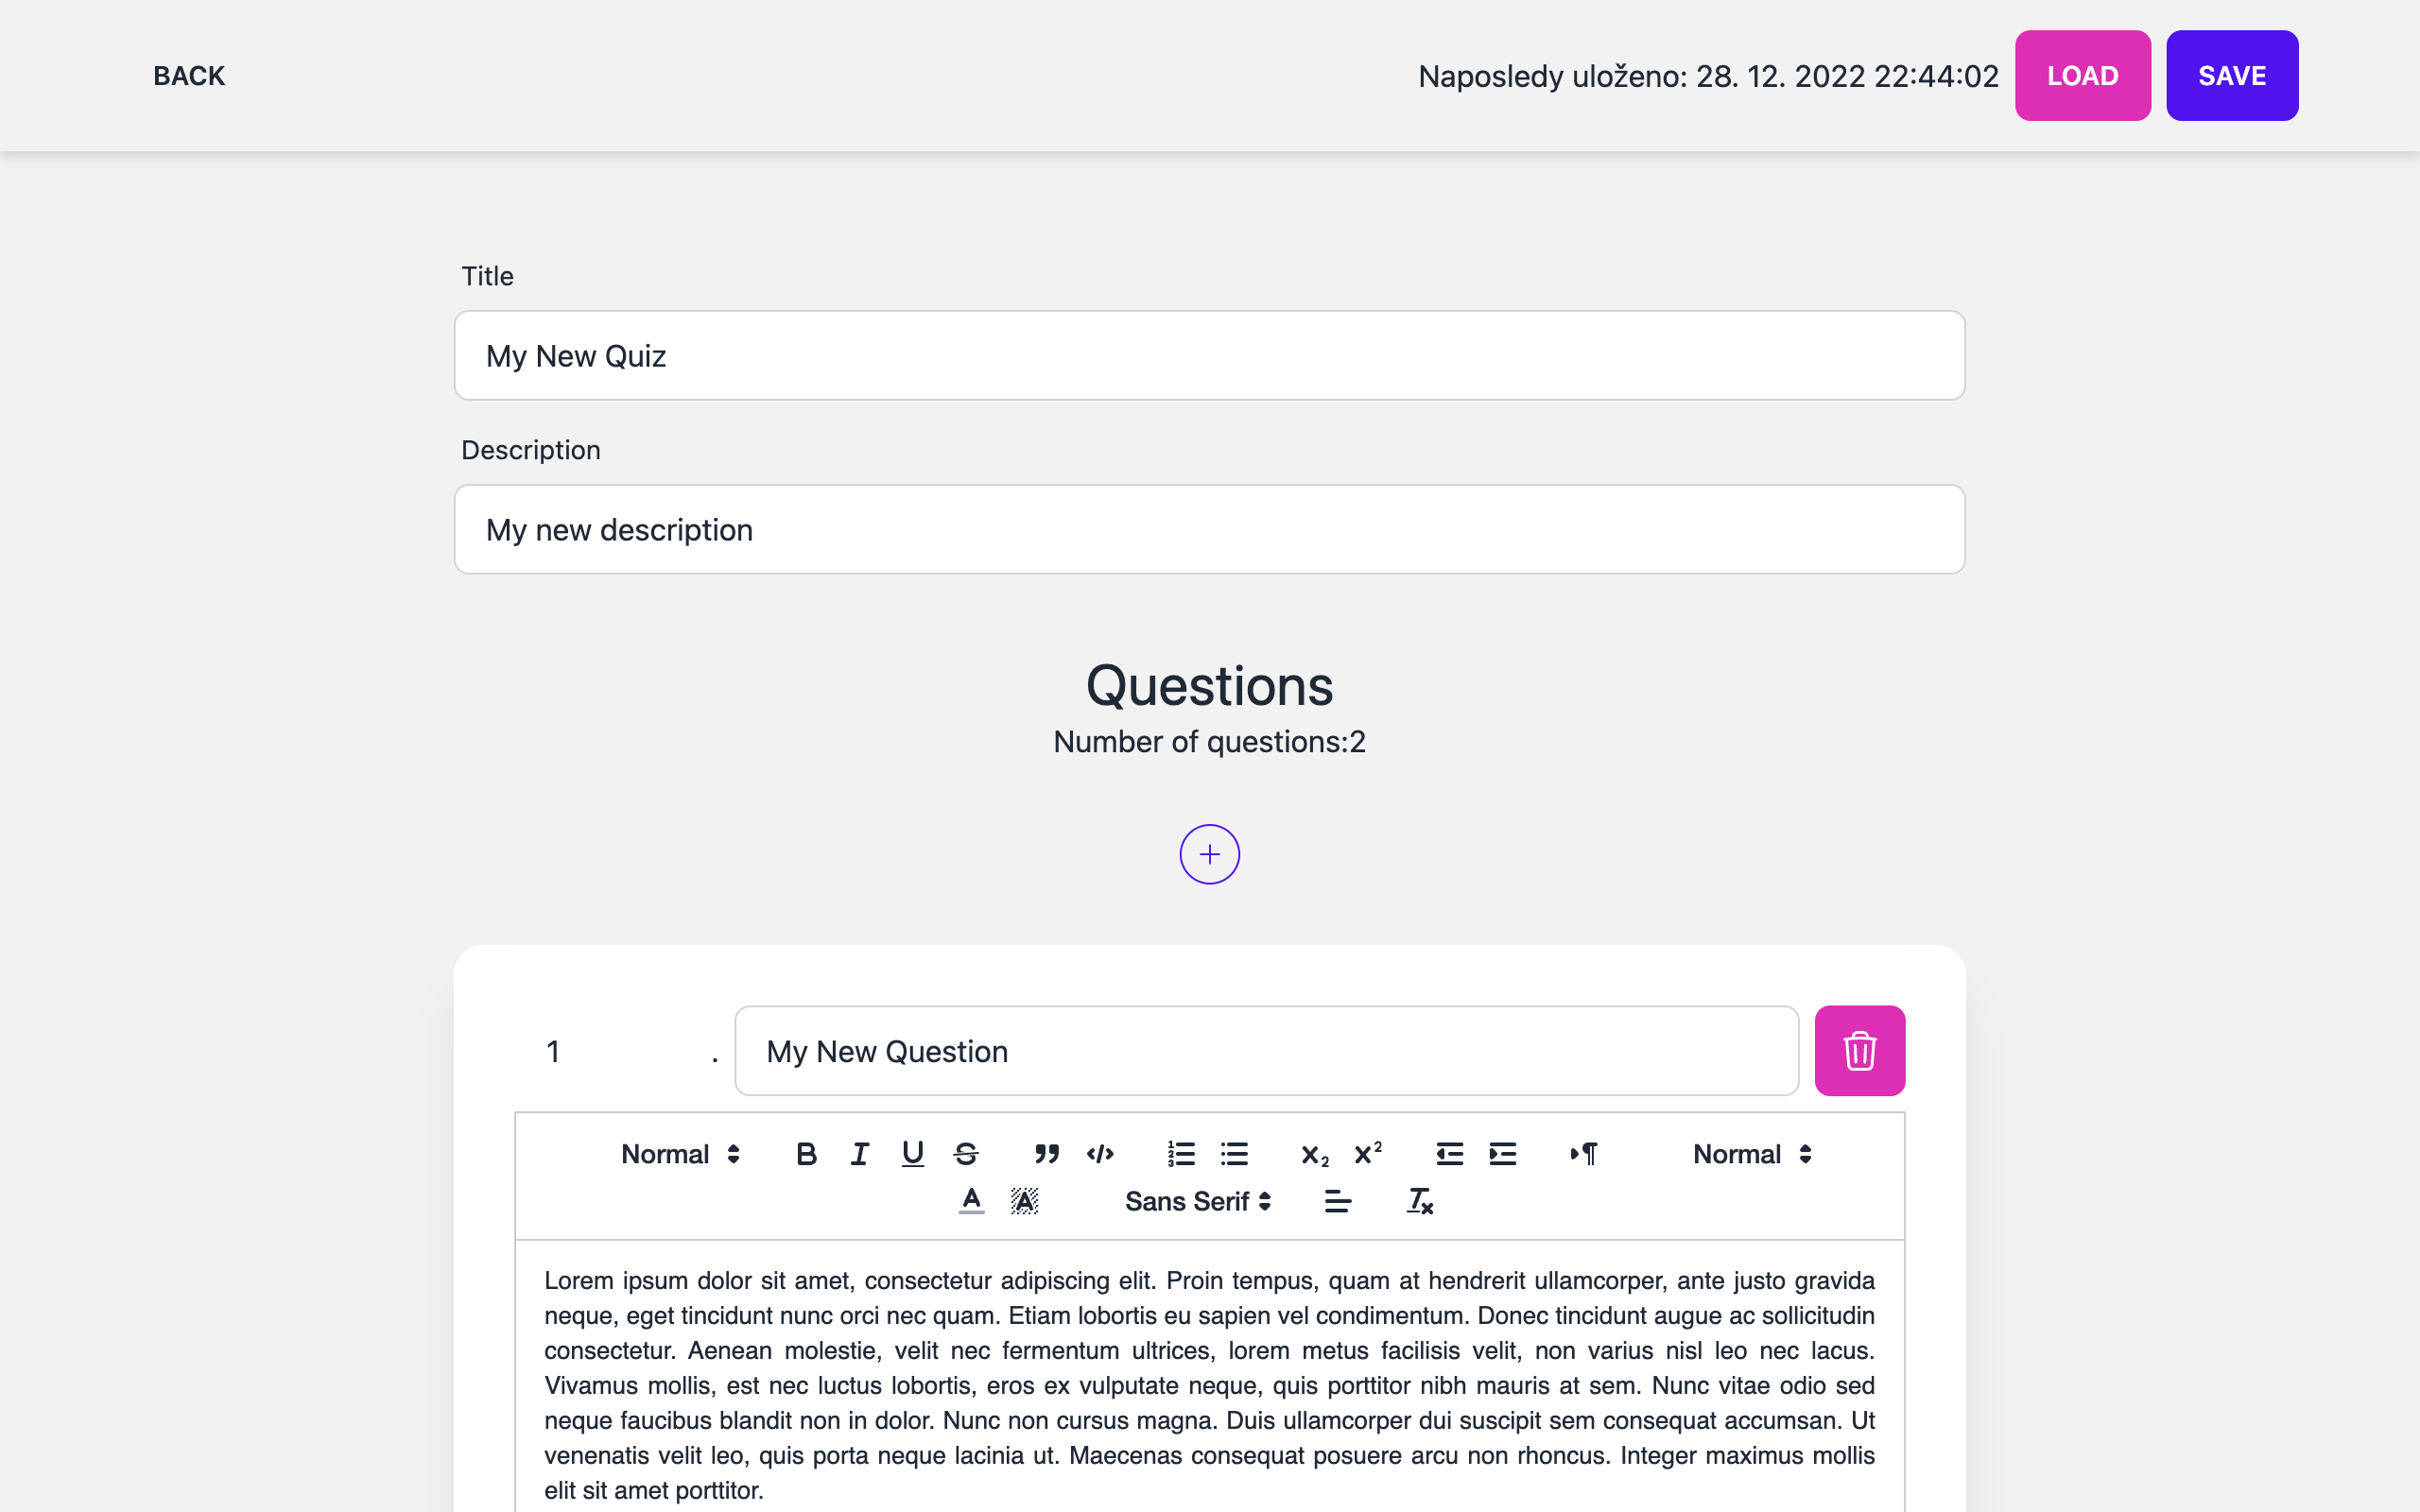 BACK
Naposledy uloženo: 28. 12. 2022 22:44:02
LOAD
SAVE
Title
My New Quiz
Description
My new description
Questions
Number of questions:2
1 . My New Question
Normal
Normal
Sans Serif
Lorem ipsum dolor sit amet, consectetur adipiscing elit. Proin tempus, quam at hendrerit ullamcorper, ante justo gravida
neque, eget tincidunt nunc orci nec quam. Etiam lobortis eu sapien vel condimentum. Donec tincidunt augue ac sollicitudin
consectetur. Aenean molestie, velit nec fermentum ultrices, lorem metus facilisis velit, non varius nisl leo nec lacus.
Vivamus mollis, est nec luctus lobortis, eros ex vulputate neque, quis porttitor nibh mauris at sem. Nunc vitae odio sed
neque faucibus blandit non in dolor. Nunc non cursus magna. Duis ullamcorper dui suscipit sem consequat accumsan. Ut
venenatis velit leo, quis porta neque lacinia ut. Maecenas consequat posuere arcu non rhoncus. Integer maximus mollis
elit sit amet porttitor.